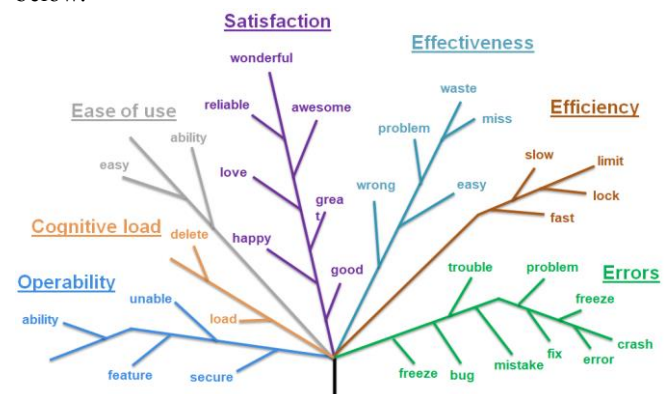 below.
Satisfaction
wonderful
reliable
awesome
love
grea
t
happy
good
Effectiveness
waste
miss
problem
wrong
easy
Efficiency
slow
limit
lock
fast
Ease of use
ability
easy
Cognitive load
delete
load
Operability
unable
ability
feature
secure
Errors
trouble
problem
freeze
crash
error
fix
mistake
bug
freeze